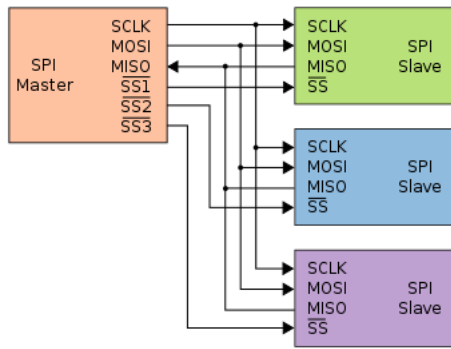 SPI
Master
SCLK
MOSI
MISO
SS1
SS2
SS3
SCLK
MOSI
MISO
SS
SPI
Slave
SCLK
MOSI
MISO
SS
SPI
Slave
SCLK
MOSI
MISO
SS
SPI
Slave